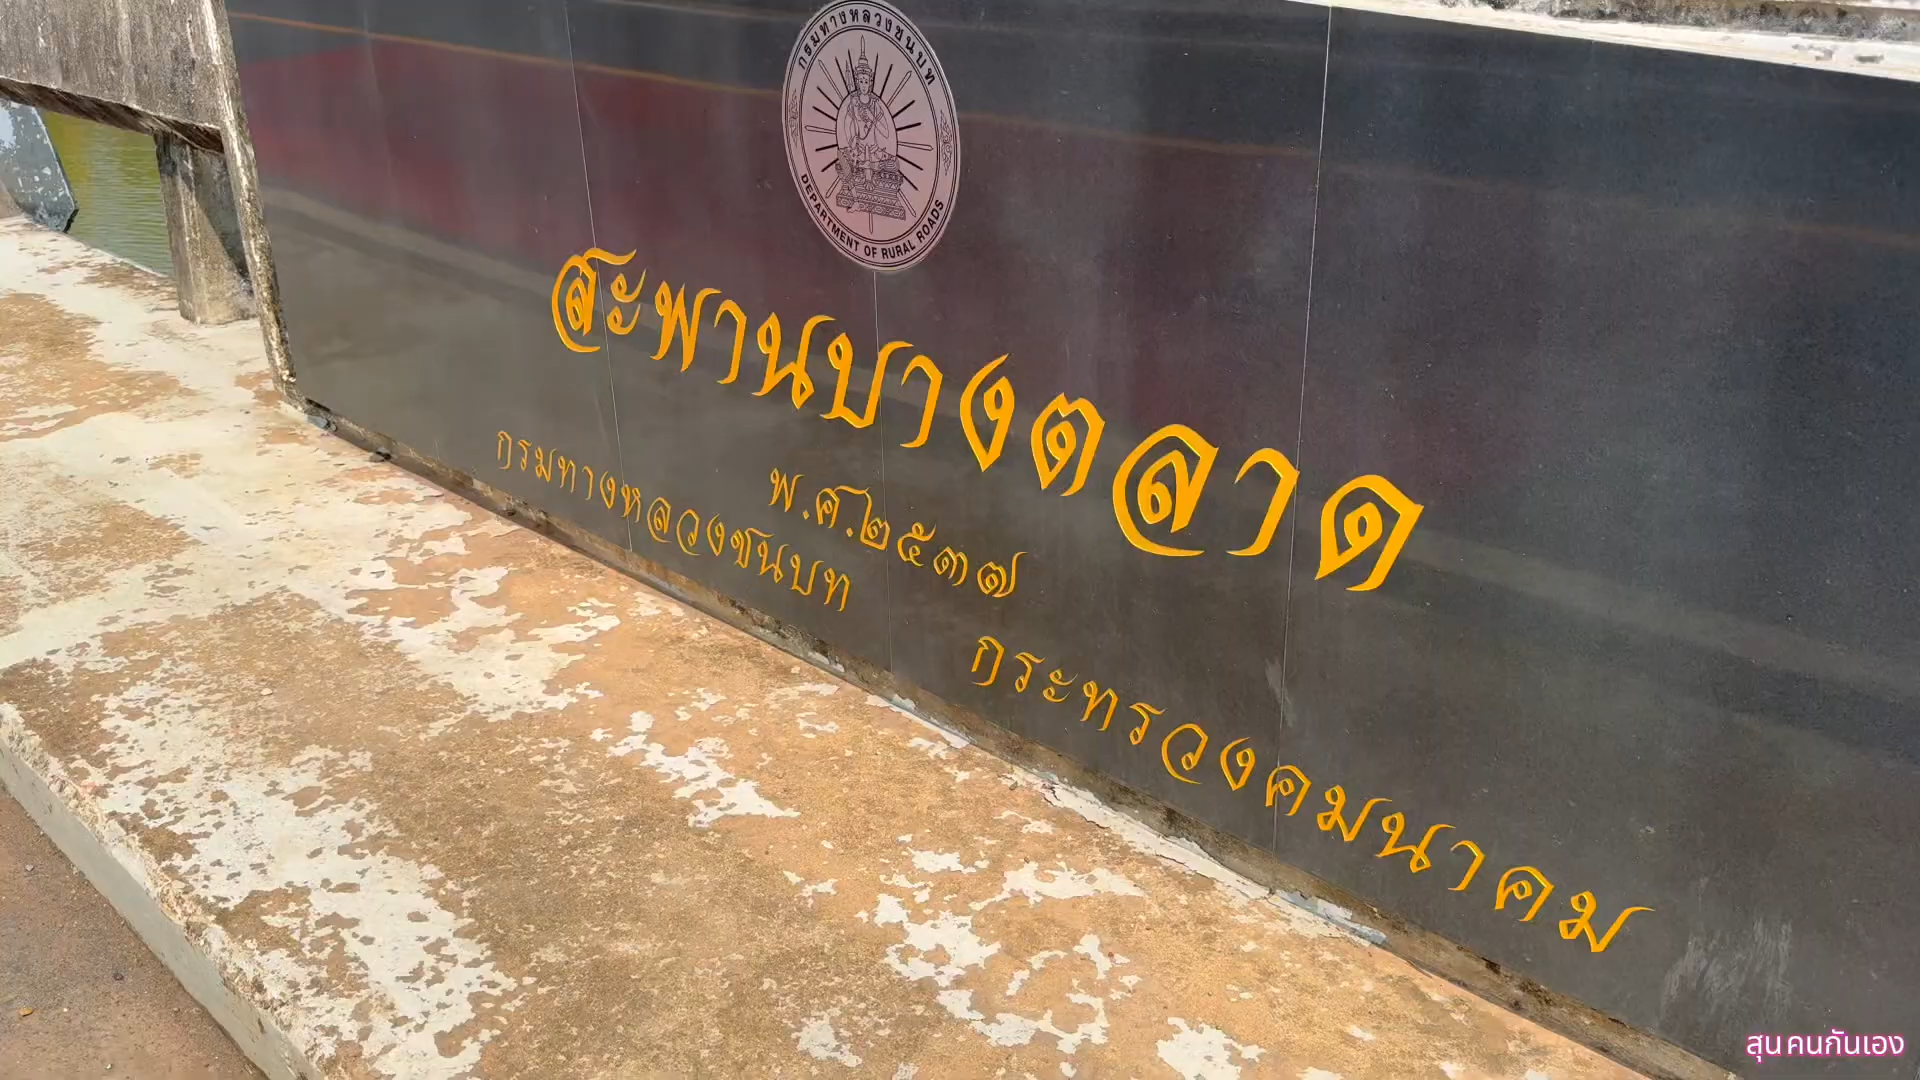 กรมทางหลวงชนบท
DEPARTMENT OF RURAL ROADS
สะพานบางตลาด
พ.ศ.๒๕๓๗
กรมทางหลวงชนบท
กระทรวงคมนาคม
สุน คนกันเอง